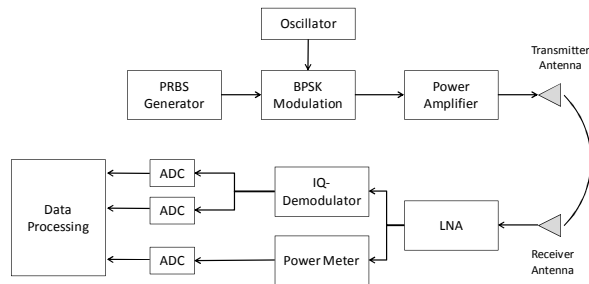 Oscillator
Transmitter
Antenna
PRBS
Generator
BPSK
Modulation
Power
Amplifier
Data
Processing
ADC
ADC
ADC
IQ-
Demodulator
Power Meter
LNA
Receiver
Antenna